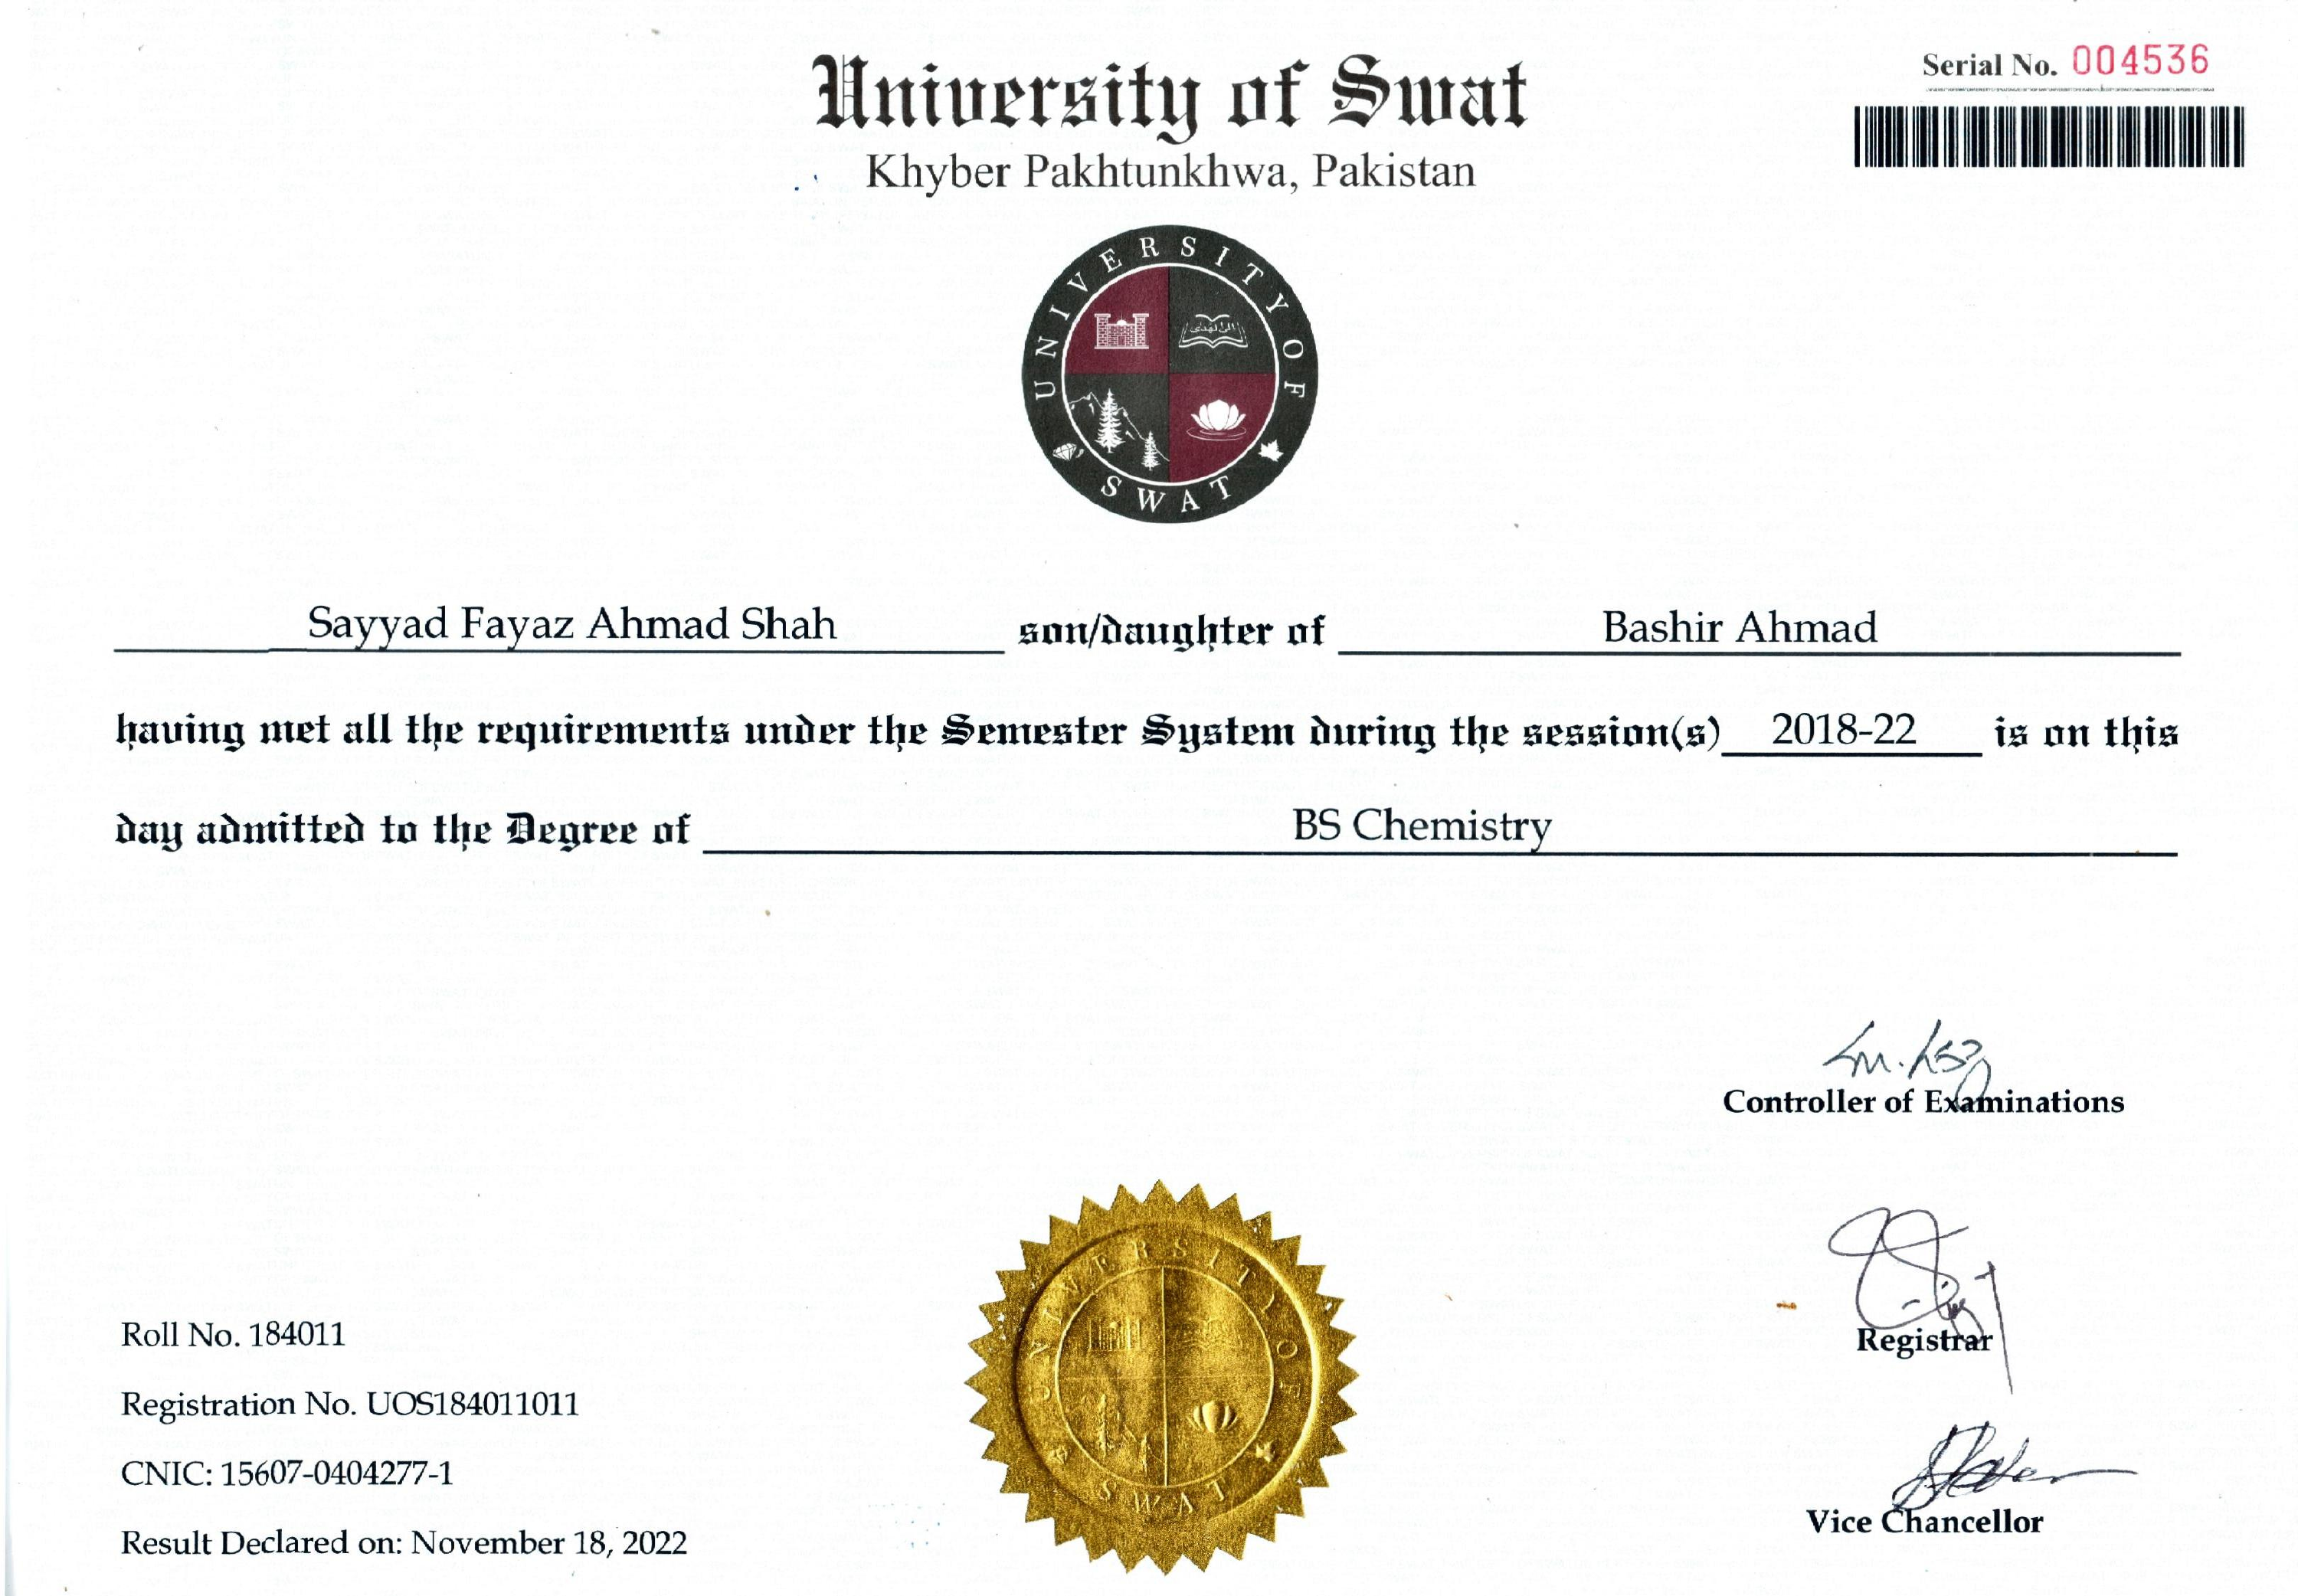 University of Swat
Khyber Pakhtunkhwa, Pakistan
Serial No. 004536
UNIVERSITY OF SWAT
Sayyad Fayaz Ahmad Shah son/daughter of Bashir Ahmad
having met all the requirements under the Semester System during the session(s) 2018-22 is on this
day admitted to the Degree of BS Chemistry
Controller of Examinations
Registrar
Vice Chancellor
UNIVERSITY OF SWAT
Roll No. 184011
Registration No. UOS184011011
CNIC: 15607-0404277-1
Result Declared on: November 18, 2022